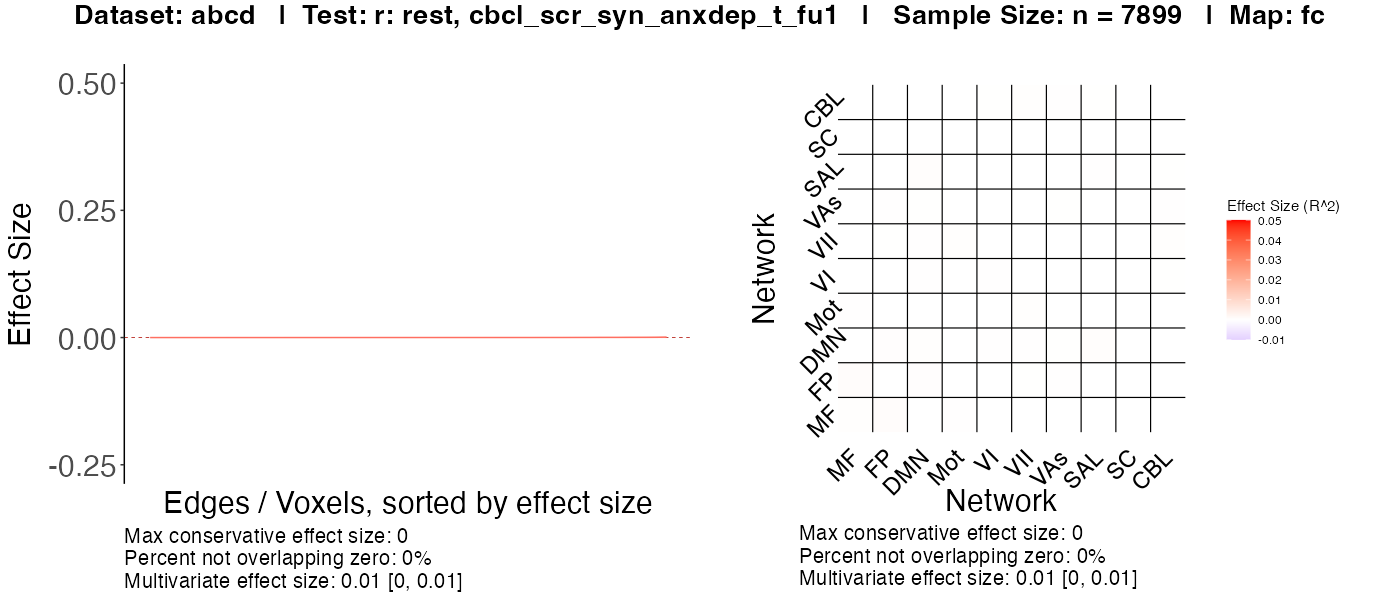 Dataset: abcd | Test: r: rest, cbcl_scr_syn_anxdep_t_fu1 | Sample Size: n = 7899 | Map: fc
Effect Size
0.50
0.25
0.00
-0.25
Edges / Voxels, sorted by effect size
Max conservative effect size: 0
Percent not overlapping zero: 0%
Multivariate effect size: 0.01 [0, 0.01]
Network
CBL
SC
SAL
VAs
VII
VI
Mot
DMN
FP
MF
MF FP DMN Mot VI VII VAs SAL SC CBL
Network
Max conservative effect size: 0
Percent not overlapping zero: 0%
Multivariate effect size: 0.01 [0, 0.01]
Effect Size (R^2)
0.05
0.04
0.03
0.02
0.01
0.00
-0.01